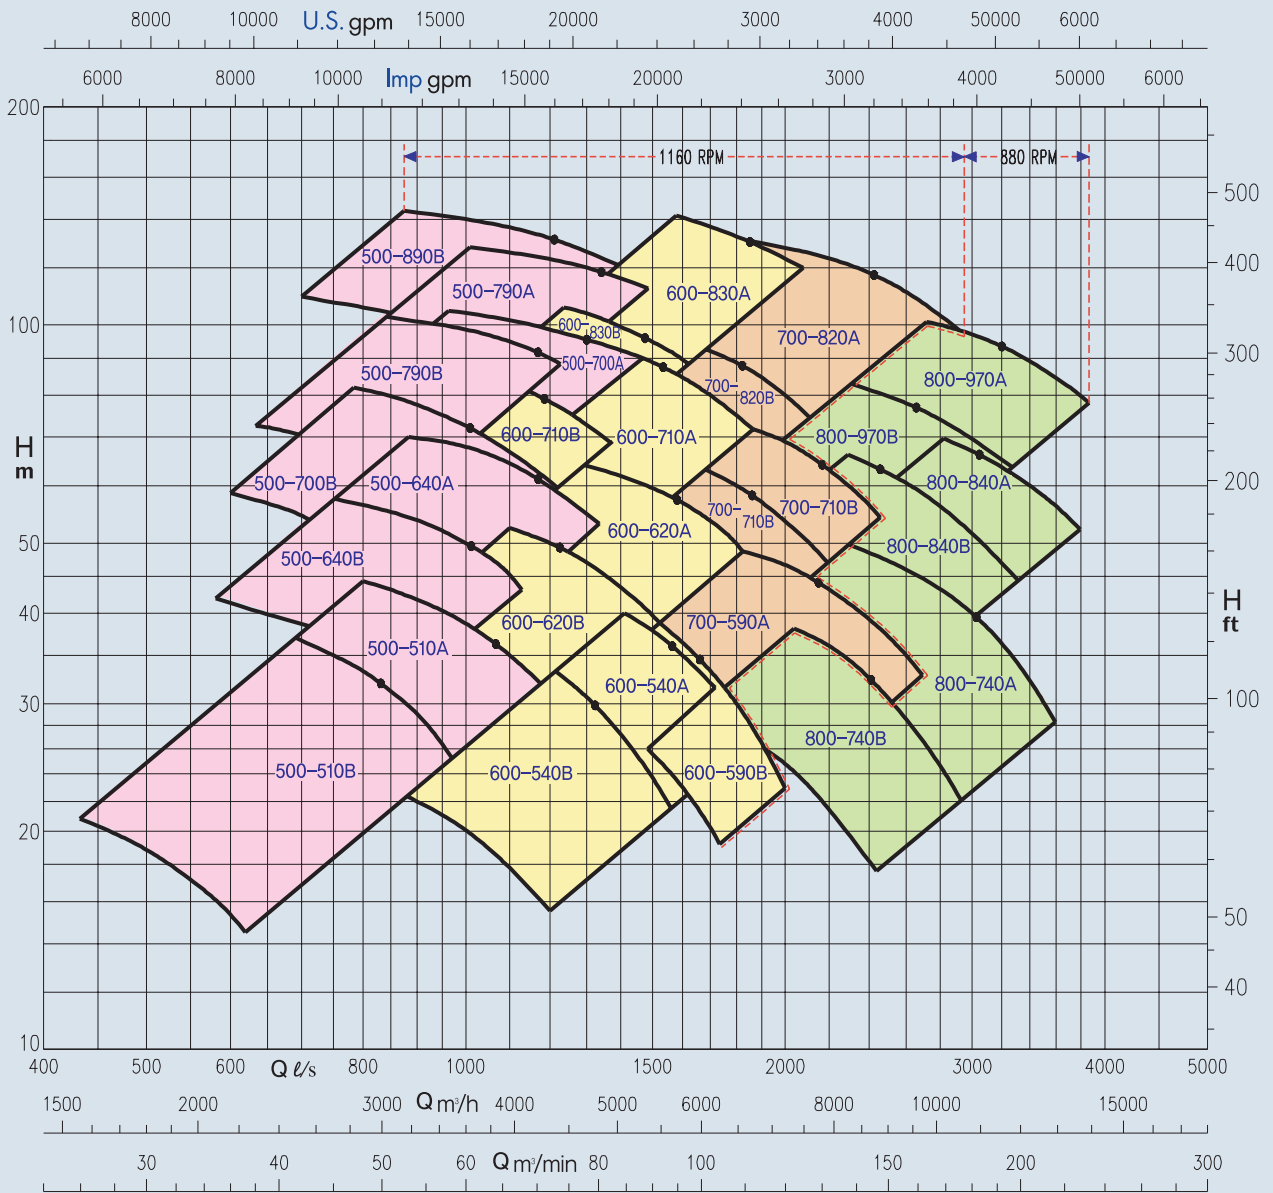 8000 10000 U.S. gpm 15000 20000 3000 4000 50000 6000
6000 8000 10000 Imp gpm 15000 20000 3000 4000 50000 6000
200
1160 RPM 880 RPM
500
500-890B
400
500-790A
600-830A
100
600-830B
700-820A
300
500-700A
500-790B
800-970A
700-820B
H m
600-710B
600-710A
800-970B
500-700B
500-640A
800-840A
200
700-710B
700-710B
600-620A
50
800-840B
500-640B
H ft
40
600-620B
700-590A
500-510A
600-540A
800-740A
30
100
800-740B
500-510B
600-540B
600-590B
20
50
40
10
400 500 600 Q ℓ/s 800 1000 1500 2000 3000 4000 5000
1500 2000 3000 Q m³/h 4000 5000 6000 8000 10000 15000
30 40 50 60 Q m³/min 80 100 150 200 300